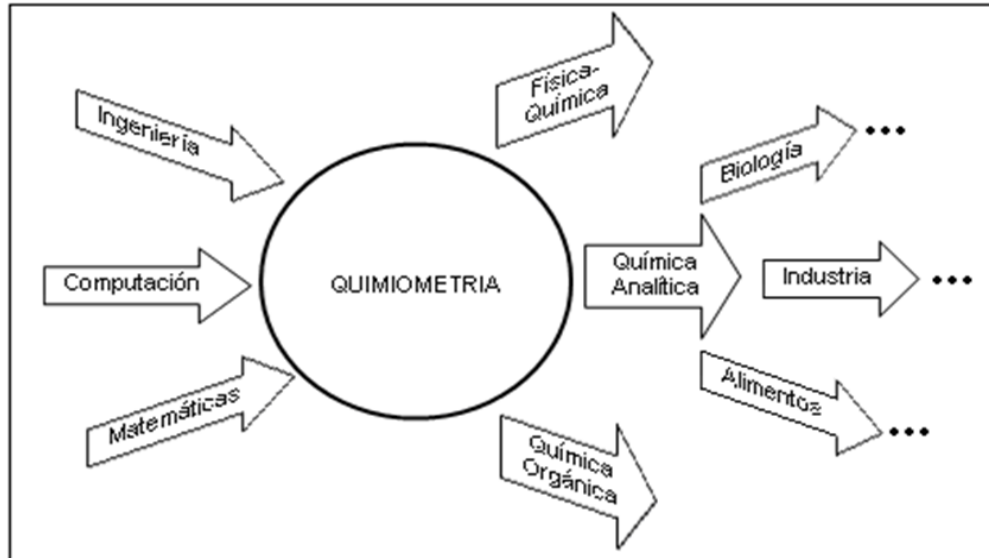 Ingeniería
Computación
Matemáticas
QUIMIOMETRIA
Física-
Química
Química
Analítica
Química
Orgánica
Biología
Industria
Alimentos